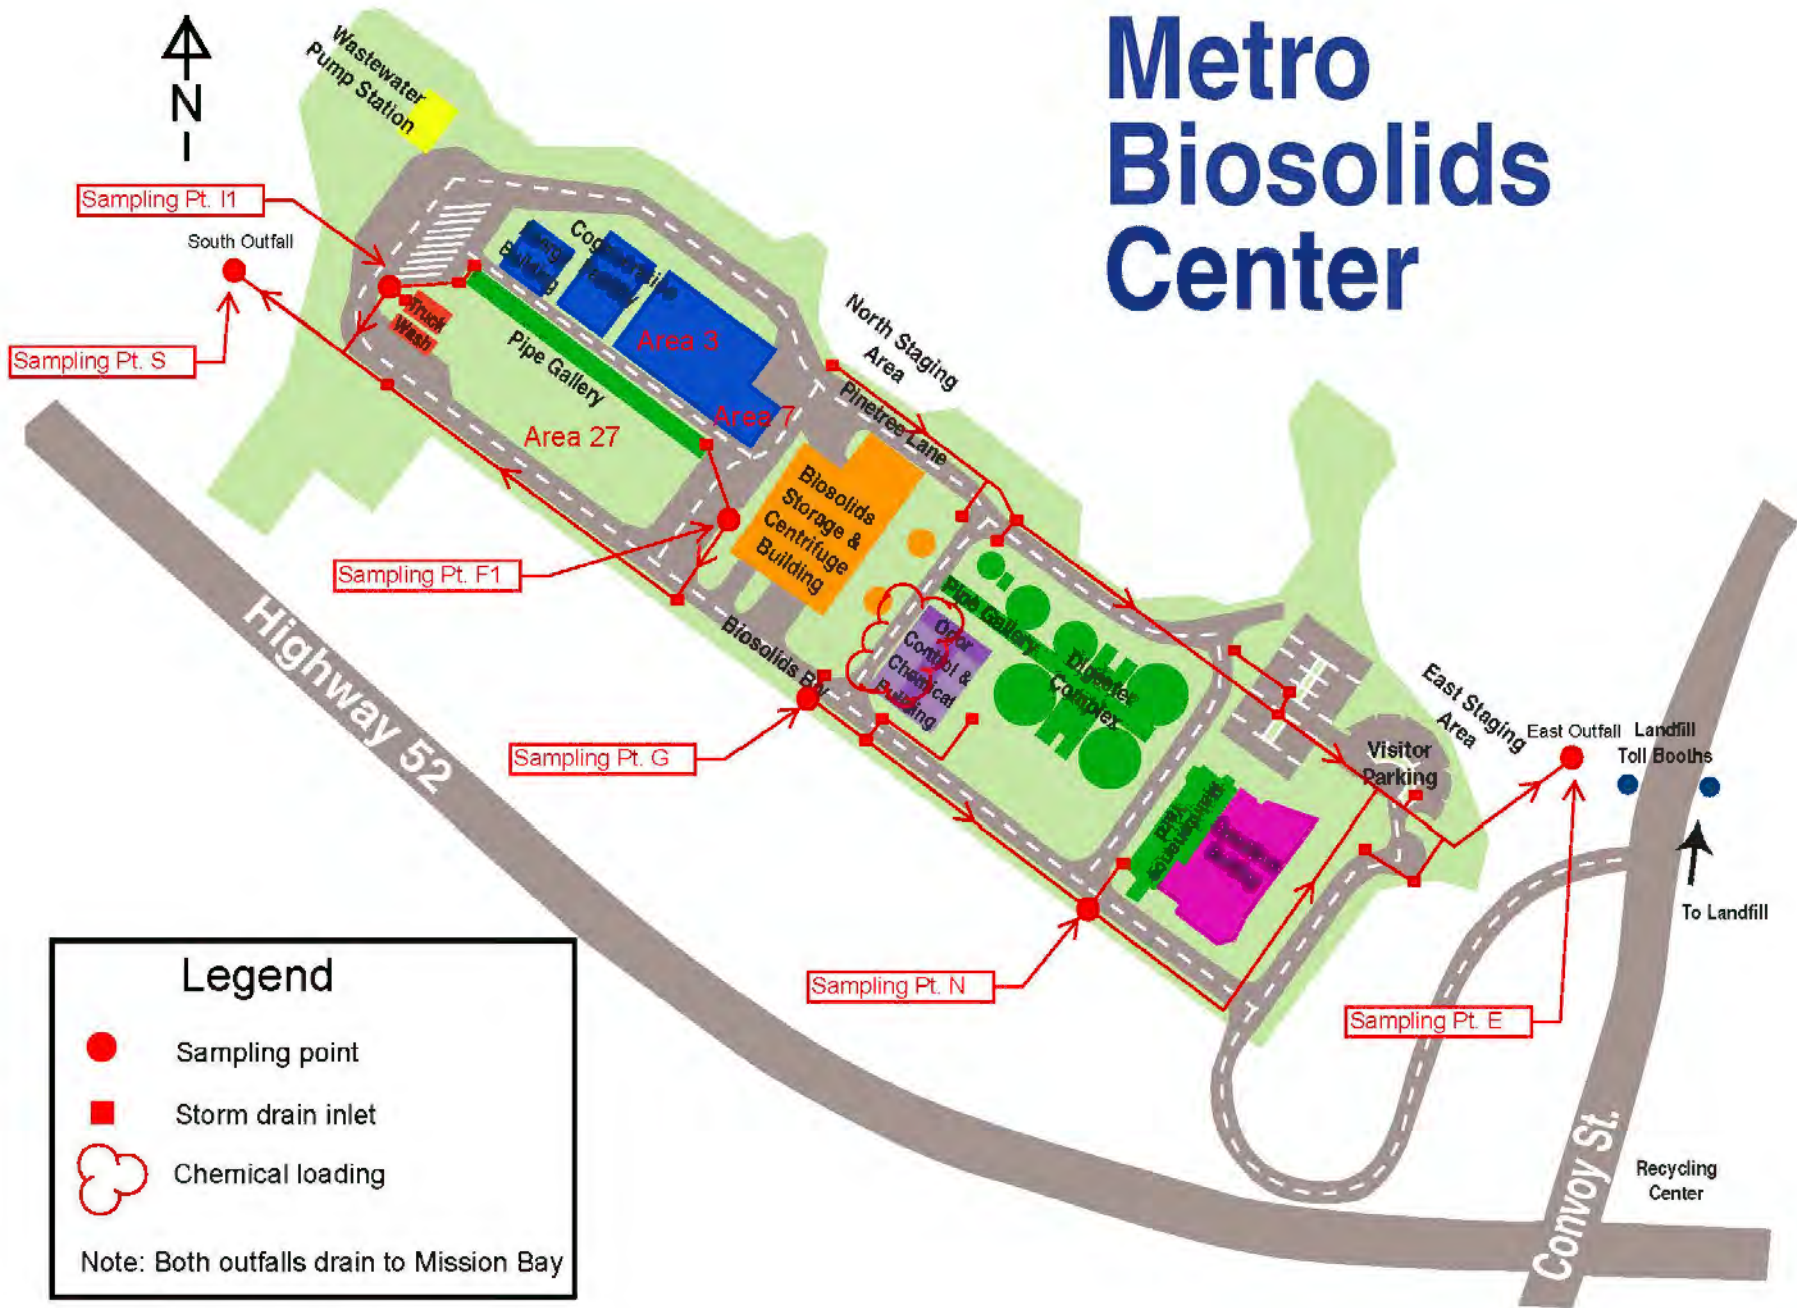 Metro
Biosolids
Center
N
Wastewater
Pump Station
Sampling Pt. I1
South Outfall
Sampling Pt. S
Truck
Wash
Building
Area 3
Area 7
Pipe Gallery
Area 27
North Staging
Area
Pinetree Lane
Biosolids
Storage &
Centrifuge
Building
Sampling Pt. F1
Biosolids
Pipe Gallery
Odor
Control &
Chemical
Building
Digester
Complex
Sampling Pt. G
Highway 52
East Staging
Area
East Outfall
Landfill
Toll Booths
Visitor
Parking
Maintenance
Yard
To Landfill
Sampling Pt. N
Sampling Pt. E
Convoy St.
Recycling
Center
Legend
Sampling point
Storm drain inlet
Chemical loading
Note: Both outfalls drain to Mission Bay